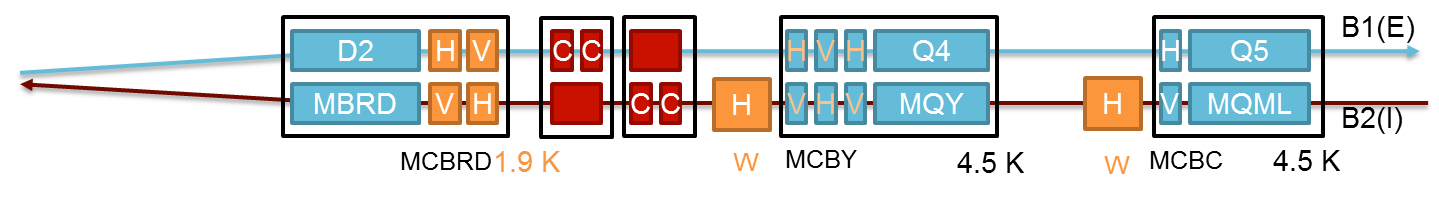 B1(E)
D2 H V C C H V H Q4 H Q5
MBRD V H C C H V H V MQY H V MQML
B2(I)
MCBRD 1.9 K W MCBY 4.5 K W MCBC 4.5 K